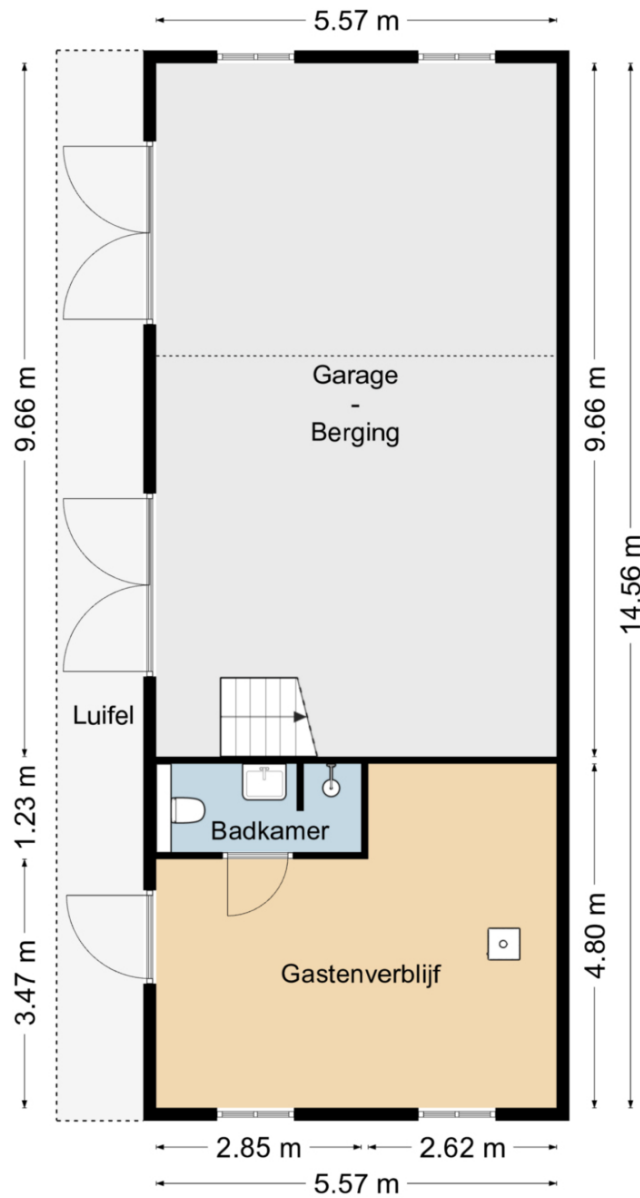 5.57 m
9.66 m
9.66 m
14.56 m
Garage
-
Berging
Luifel
1.23 m
Badkamer
3.47 m
4.80 m
Gastenverblijf
2.85 m
2.62 m
5.57 m